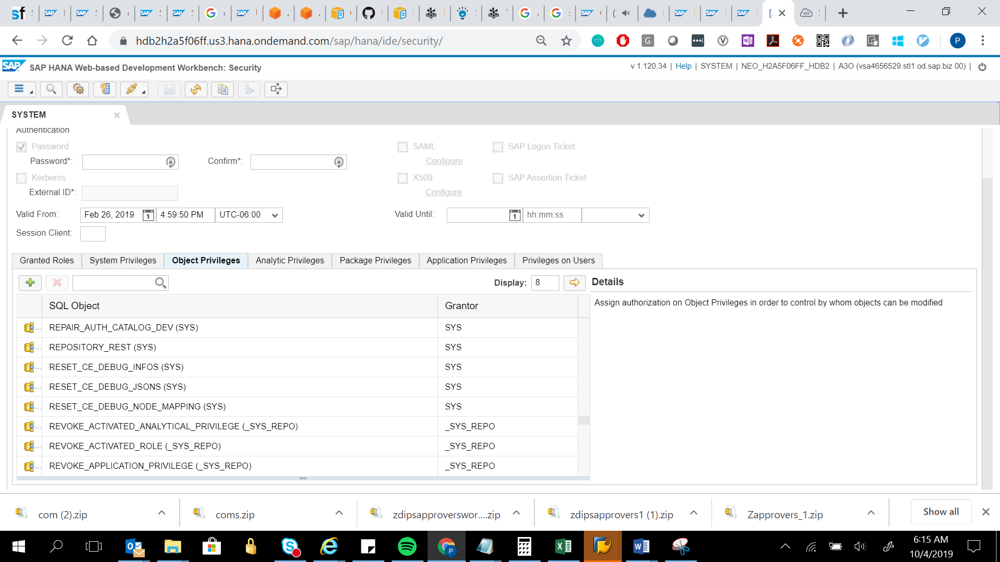 hdb2h2a5f06ff.us3.hana.ondemand.com/sap/hana/ide/security/
P
SAP SAP HANA Web-based Development Workbench: Security
v 1.120.34 | Help | SYSTEM | NEO_H2A5F06FF_HDB2 | A3O (vsa4656529.stl1.od.sap.biz 00) |
SYSTEM
Authentication
Password SAML SAP Logon Ticket
Password*: Confirm*: Configure
Kerberos X509 SAP Assertion Ticket
External ID*: Configure
Valid From: Feb 26, 2019 4:59:50 PM UTC-06:00 Valid Until: hh:mm:ss
Session Client:
Granted Roles System Privileges Object Privileges Analytic Privileges Package Privileges Application Privileges Privileges on Users
Display: 8 Details
SQL Object Grantor
Assign authorization on Object Privileges in order to control by whom objects can be modified
REPAIR_AUTH_CATALOG_DEV (SYS) SYS
REPOSITORY_REST (SYS) SYS
RESET_CE_DEBUG_INFOS (SYS) SYS
RESET_CE_DEBUG_JSONS (SYS) SYS
RESET_CE_DEBUG_NODE_MAPPING (SYS) SYS
REVOKE_ACTIVATED_ANALYTICAL_PRIVILEGE (_SYS_REPO) _SYS_REPO
REVOKE_ACTIVATED_ROLE (_SYS_REPO) _SYS_REPO
REVOKE_APPLICATION_PRIVILEGE (_SYS_REPO) _SYS_REPO
com (2).zip coms.zip zdipsapproverswor....zip zdipsapprovers1 (1).zip Zapprovers_1.zip Show all
6:15 AM
10/4/2019